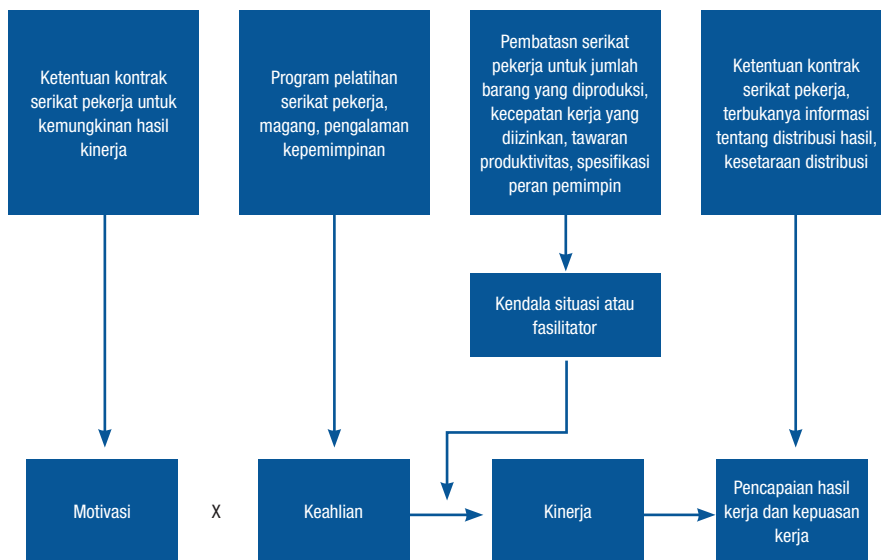 Ketentuan kontrak
serikat pekerja untuk
kemungkinan hasil
kinerja
Program pelatihan
serikat pekerja,
magang, pengalaman
kepemimpinan
Pembatasn serikat
pekerja untuk jumlah
barang yang diproduksi,
kecepatan kerja yang
diizinkan, tawaran
produktivitas, spesifikasi
peran pemimpin
Ketentuan kontrak
serikat pekerja,
terbukanya informasi
tentang distribusi hasil,
kesetaraan distribusi
Kendala situasi atau
fasilitator
Motivasi
X
Keahlian
Kinerja
Pencapaian hasil
kerja dan kepuasan
kerja